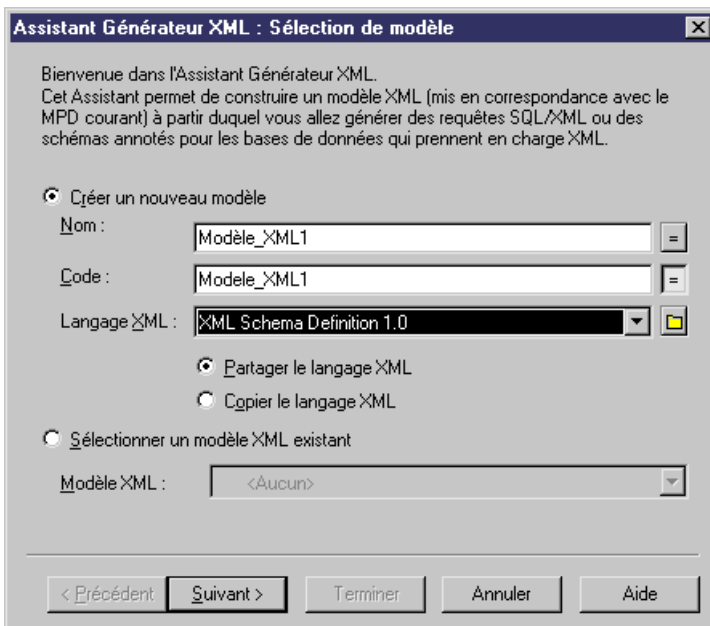 Assistant Générateur XML : Sélection de modèle
Bienvenue dans l'Assistant Générateur XML.
Cet Assistant permet de construire un modèle XML (mis en correspondance avec le
MPD courant) à partir duquel vous allez générer des requêtes SQL/XML ou des
schémas annotés pour les bases de données qui prennent en charge XML.
Créer un nouveau modèle
Nom :
Modèle_XML1
=
Code :
Modele_XML1
=
Langage XML :
XML Schema Definition 1.0
Partager le langage XML
Copier le langage XML
Sélectionner un modèle XML existant
Modèle XML :
<Aucun>
< Précédent
Suivant >
Terminer
Annuler
Aide